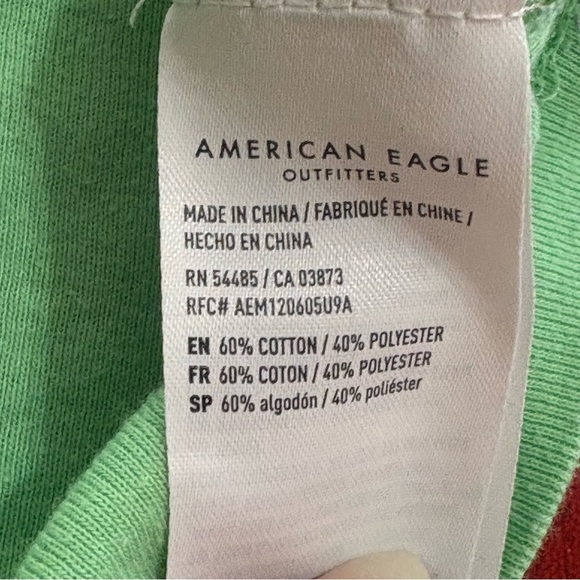 AMERICAN EAGLE
OUTFITTERS
MADE IN CHINA / FABRIQUÉ EN CHINE /
HECHO EN CHINA
RN 54485 / CA 03873
RFC# AEM120605U9A
EN 60% COTTON / 40% POLYESTER
FR 60% COTON / 40% POLYESTER
SP 60% algodón / 40% poliéster